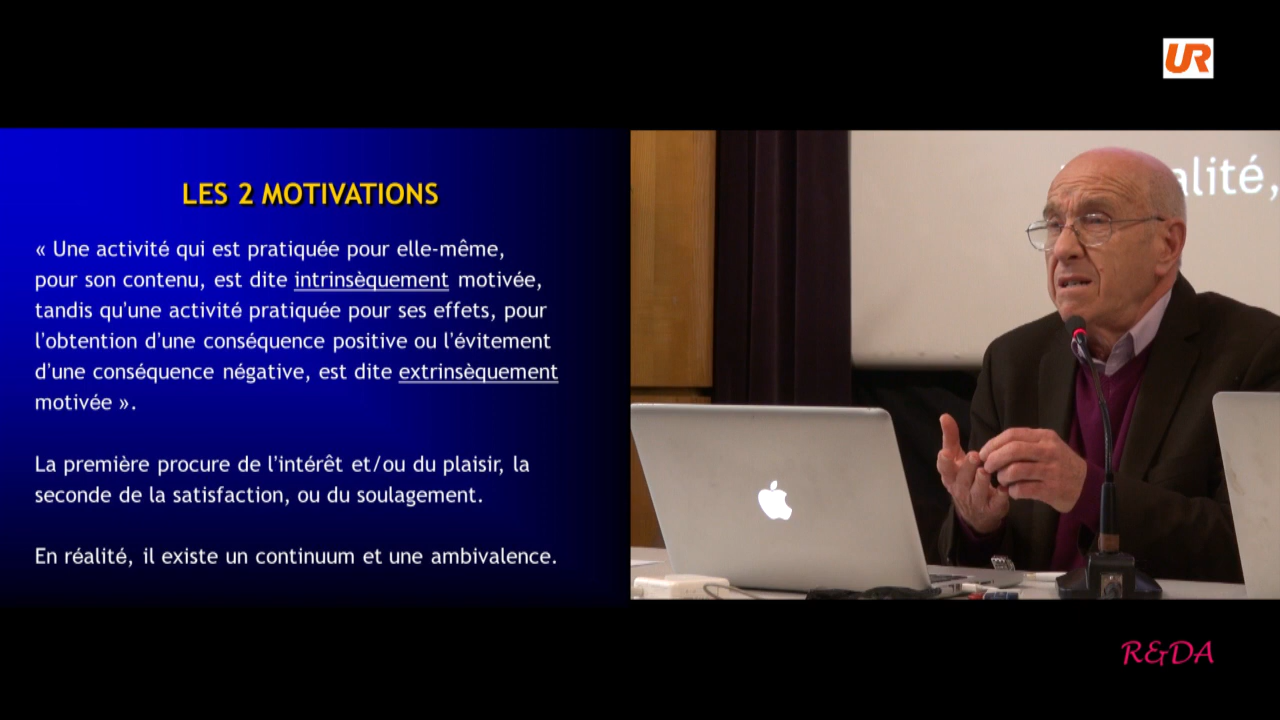 UR
LES 2 MOTIVATIONS
« Une activité qui est pratiquée pour elle-même,
pour son contenu, est dite intrinsèquement motivée,
tandis qu'une activité pratiquée pour ses effets, pour
l'obtention d'une conséquence positive ou l'évitement
d'une conséquence négative, est dite extrinsèquement
motivée ».
La première procure de l'intérêt et/ou du plaisir, la
seconde de la satisfaction, ou du soulagement.
En réalité, il existe un continuum et une ambivalence.
alité,
R&DA